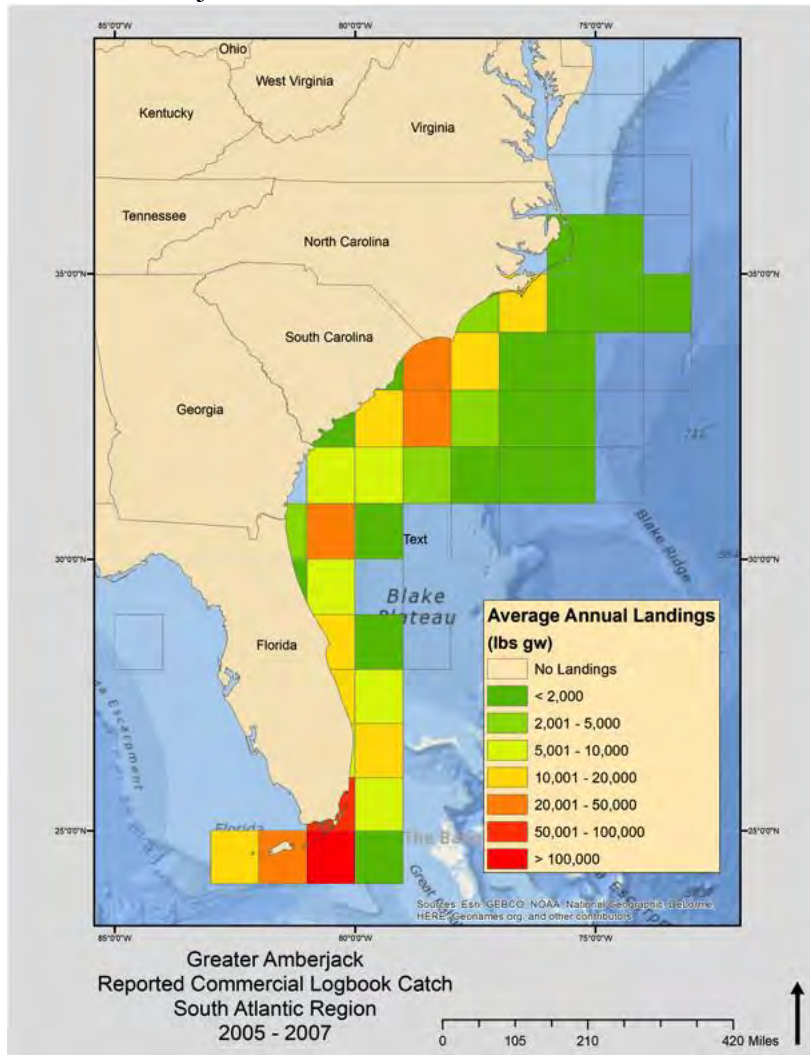 85°0'0"W
80°0'0"W
75°0'0"W
Ohio
West Virginia
Kentucky
Virginia
Tennessee
North Carolina
35°0'0"N
35°0'0"N
South Carolina
Georgia
Text
30°0'0"N
30°0'0"N
Blake Ridge
Blake
Plateau
Florida
Escarpment
Average Annual Landings
(lbs gw)
No Landings
< 2,000
2,001 - 5,000
5,001 - 10,000
10,001 - 20,000
20,001 - 50,000
50,001 - 100,000
> 100,000
25°0'0"N
25°0'0"N
Florida
The
Great
Sources: Esri, GEBCO, NOAA, National Geographic, DeLorme,
HERE, Geonames.org, and other contributors
85°0'0"W
80°0'0"W
75°0'0"W
Greater Amberjack
Reported Commercial Logbook Catch
South Atlantic Region
2005 - 2007
0 105 210 420 Miles